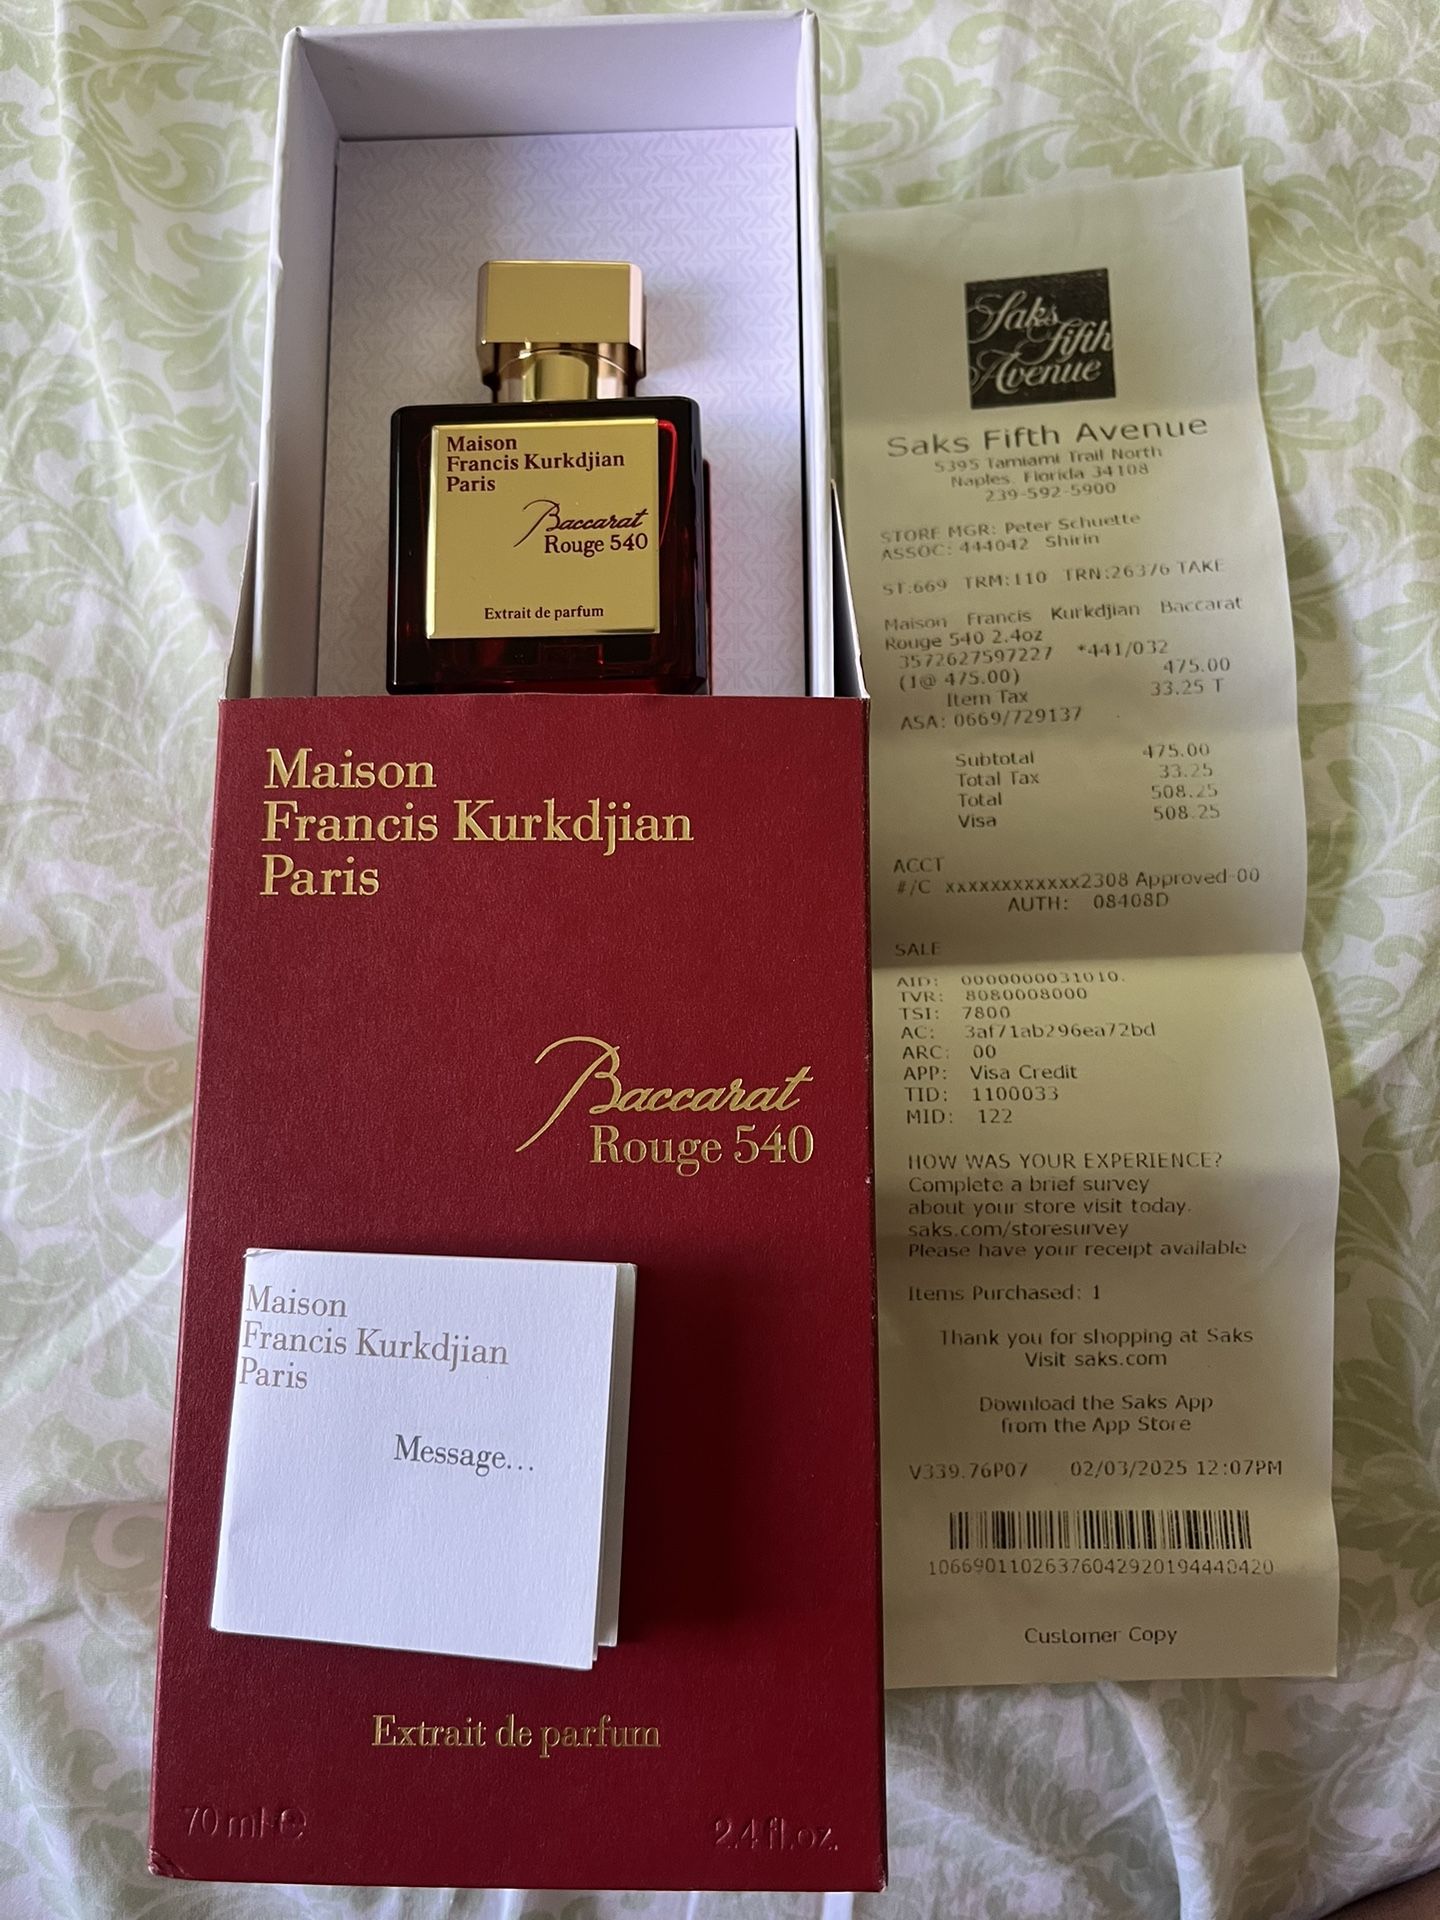 Maison
Francis Kurkdjian
Paris
Baccarat
Rouge 540
Extrait de parfum
Maison
Francis Kurkdjian
Paris
Baccarat
Rouge 540
Maison
Francis Kurkdjian
Paris
Message...
Extrait de parfum
70 ml ℮
2.4 fl.oz.
Saks
Fifth
Avenue
Saks Fifth Avenue
5395 Tamiami Trail North
Naples, Florida 34108
239-592-5900
STORE MGR: Peter Schuette
ASSOC: 444042 Shirin
ST:669 TRM:110 TRN:26376 TAKE
Maison Francis Kurkdjian Baccarat
Rouge 540 2.4oz
3572627597227 *441/032
(1@ 475.00) 475.00
Item Tax 33.25 T
ASA: 0669/729137
Subtotal 475.00
Total Tax 33.25
Total 508.25
Visa 508.25
ACCT
#/C xxxxxxxxxxxx2308 Approved-00
AUTH: 08408D
SALE
AID: 0000000031010.
TVR: 8080008000
TSI: 7800
AC: 3af71ab296ea72bd
ARC: 00
APP: Visa Credit
TID: 1100033
MID: 122
HOW WAS YOUR EXPERIENCE?
Complete a brief survey
about your store visit today.
saks.com/storesurvey
Please have your receipt available
Items Purchased: 1
Thank you for shopping at Saks
Visit saks.com
Download the Saks App
from the App Store
V339.76P07 02/03/2025 12:07PM
1066901102637604292019444​0420
Customer Copy